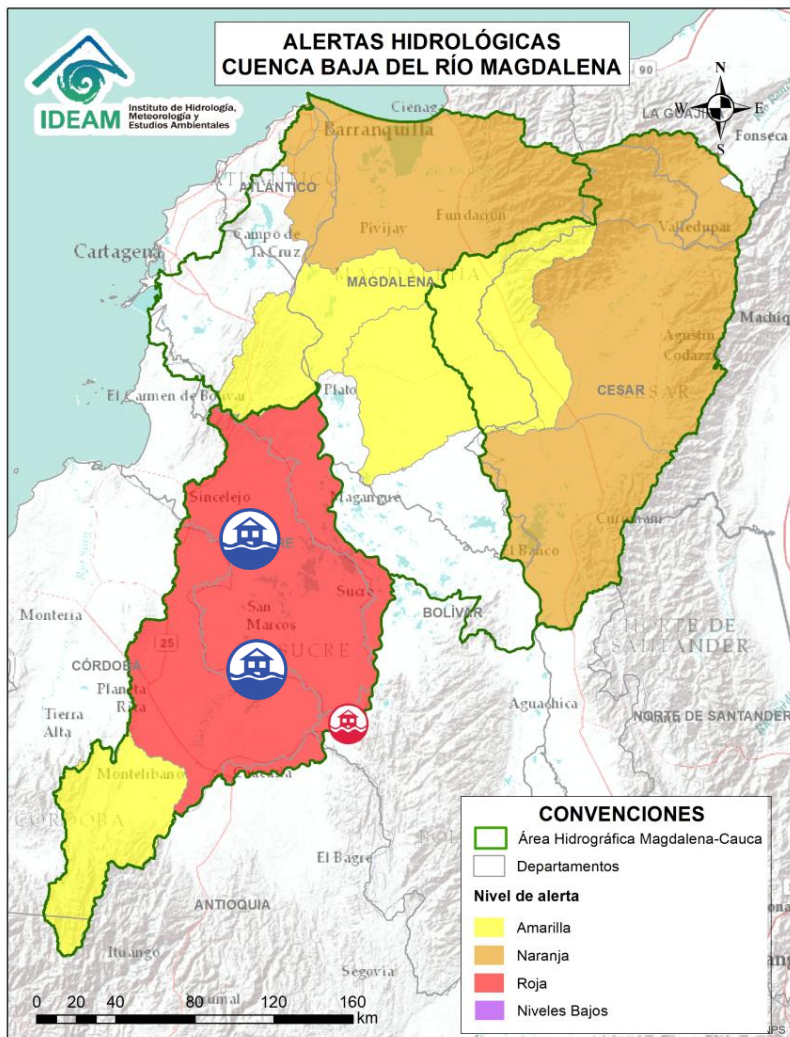 ALERTAS HIDROLÓGICAS
CUENCA BAJA DEL RÍO MAGDALENA
IDEAM
Instituto de Hidrología,
Meteorología y
Estudios Ambientales
N
W E
S
90
Ciénaga
LA GUAJIRA
Barranquilla
Fonseca
ATLÁNTICO
Pivijay
Fundación
Valledupar
Campo de
la Cruz
Cartagena
MAGDALENA
Agustín
Codazzi
El Carmen de Bolívar
Plato
CESAR
Sincelejo
Magangué
Curumaní
El Banco
Sucre
San
Marcos
BOLÍVAR
SUCRE
NORTE DE
SANTANDER
Montería
25
CÓRDOBA
Planeta
Rica
Tierra
Alta
Aguachica
NORTE DE SANTANDER
Montelíbano
CÓRDOBA
El Bagre
ANTIOQUIA
Ituango
Segovia
CONVENCIONES
Área Hidrográfica Magdalena-Cauca
Departamentos
Nivel de alerta
Amarilla
Naranja
Roja
Niveles Bajos
0 20 40 80 120 160
km